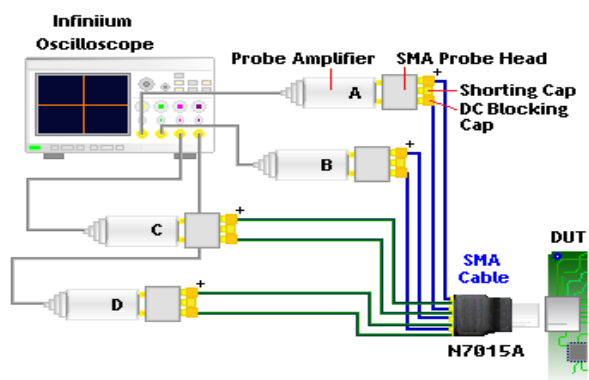 Infiniium
Oscilloscope
Probe Amplifier
SMA Probe Head
+
A
Shorting Cap
DC Blocking
Cap
B
+
C
+
D
+
SMA
Cable
DUT
N7015A